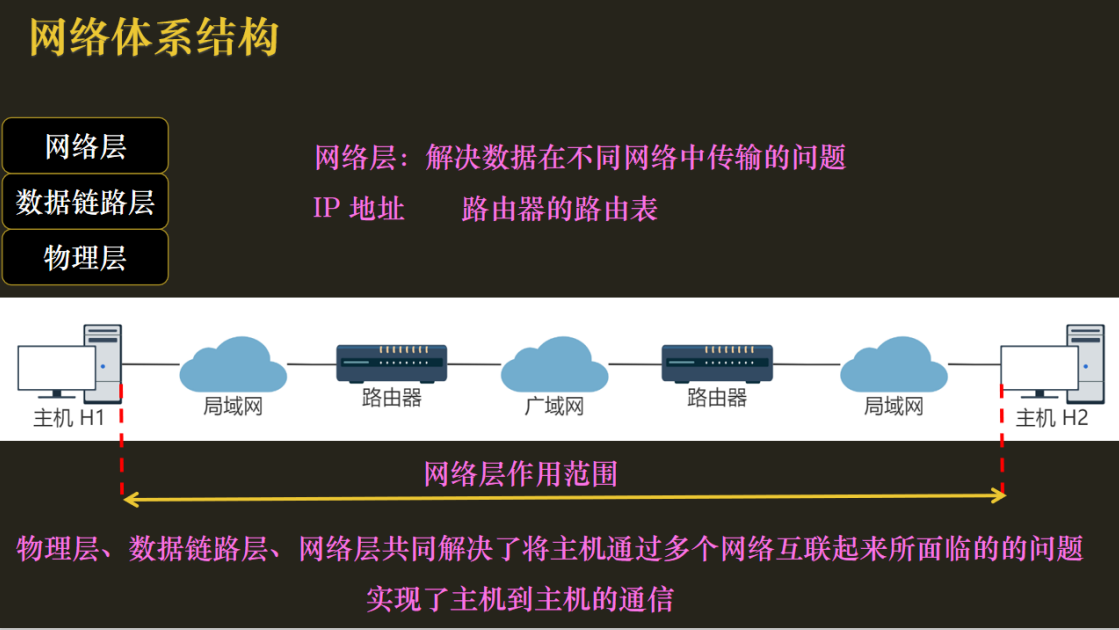 网络体系结构
网络层
数据链路层
物理层
网络层：解决数据在不同网络中传输的问题
IP 地址 路由器的路由表
主机 H1
局域网
路由器
广域网
路由器
局域网
主机 H2
网络层作用范围
物理层、数据链路层、网络层共同解决了将主机通过多个网络互联起来所面临的的问题
实现了主机到主机的通信